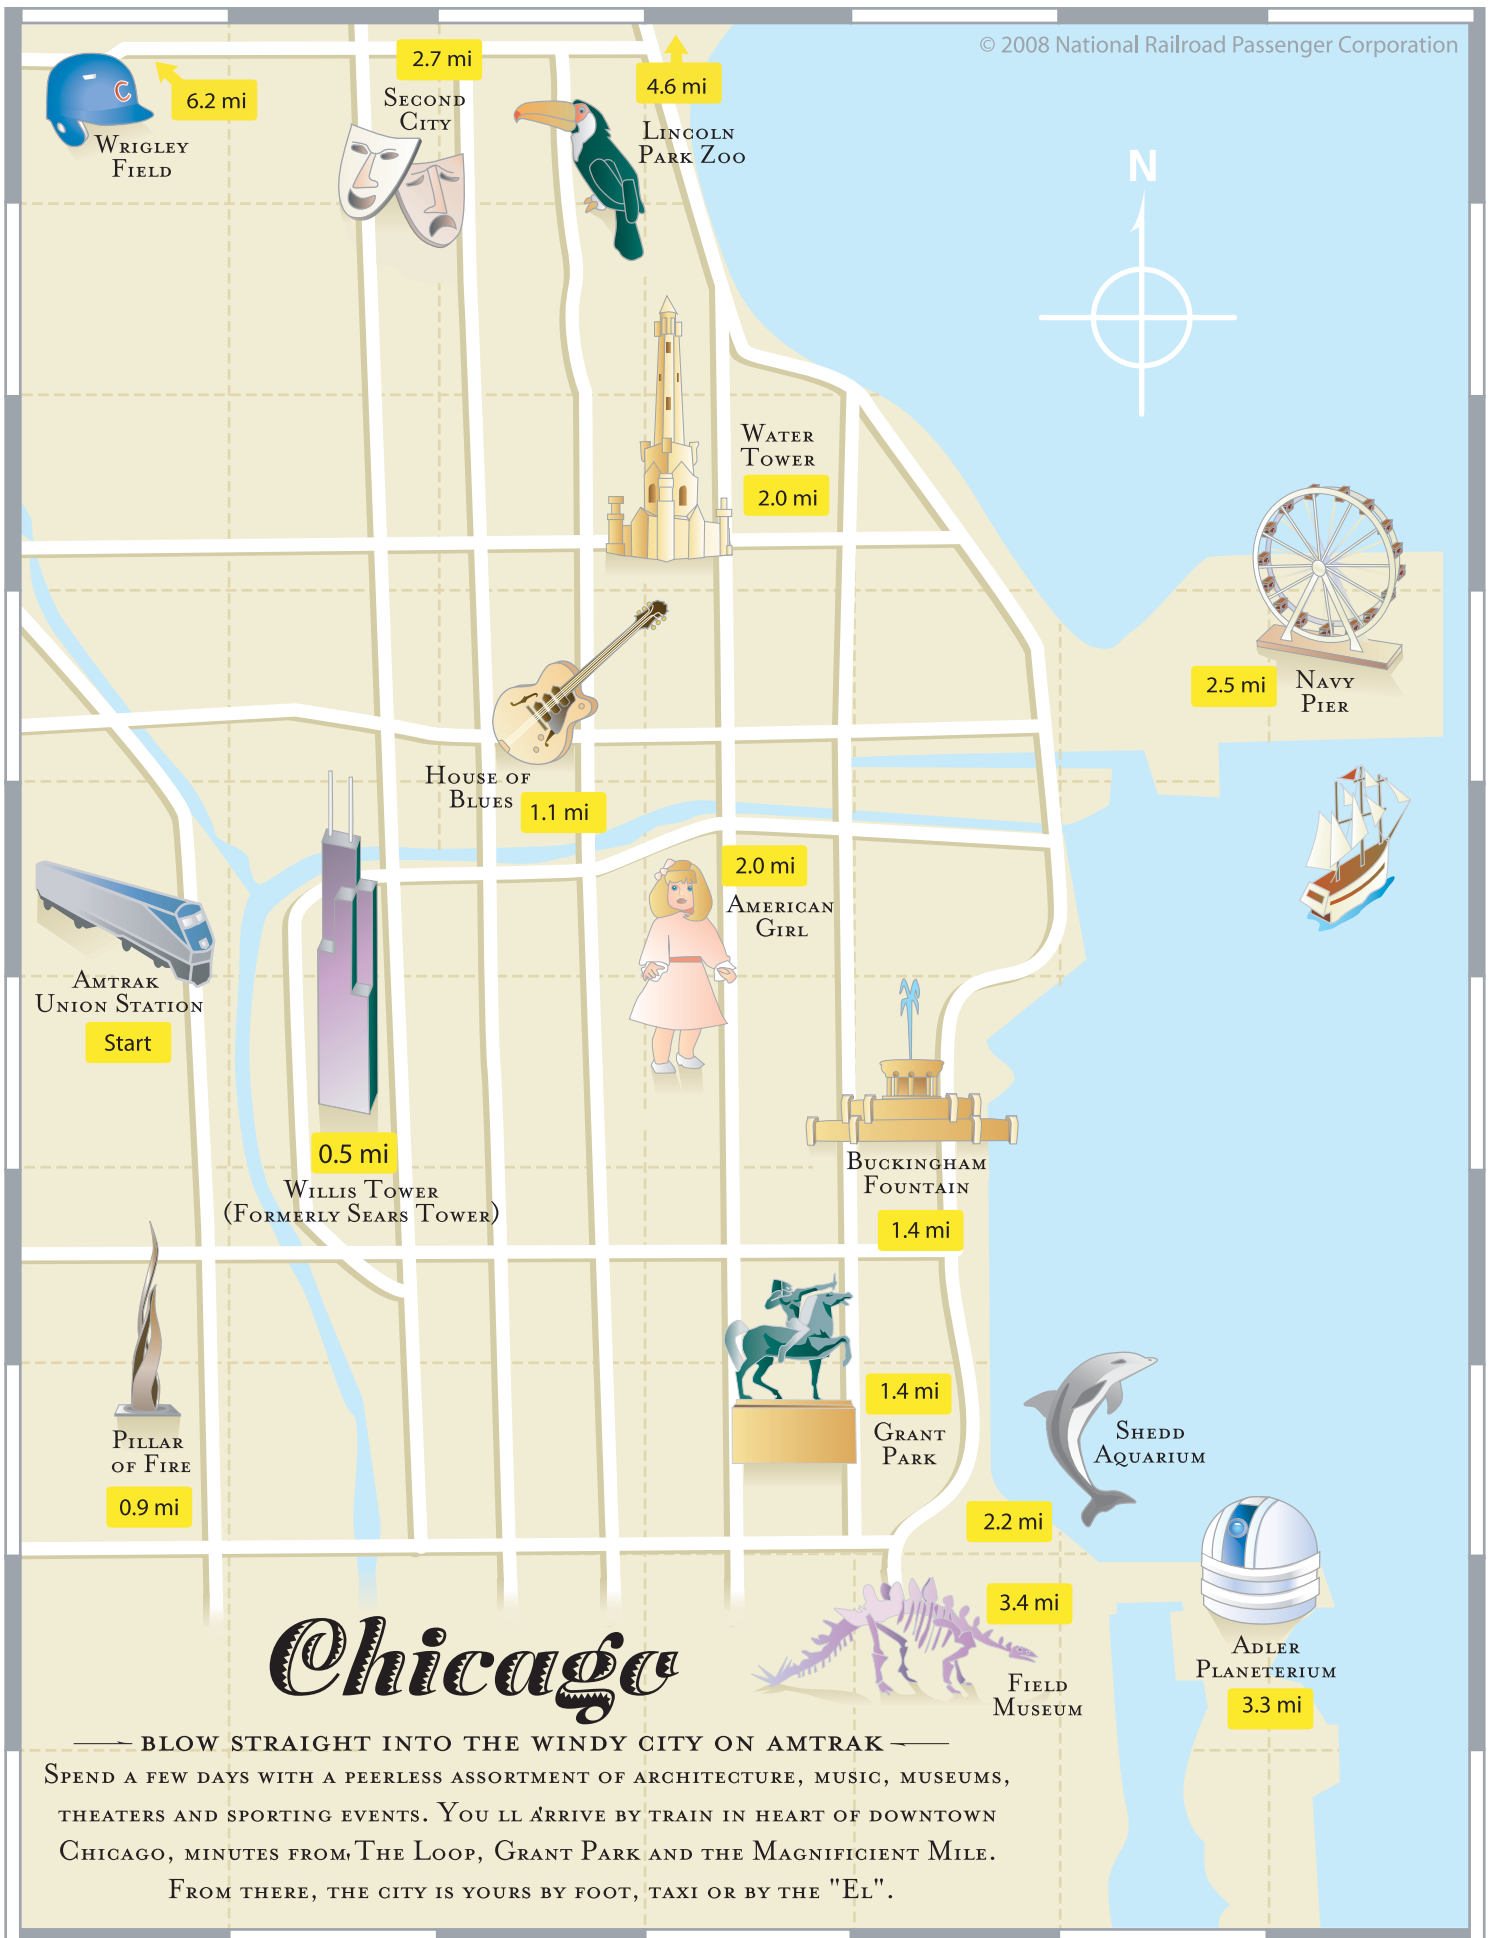 © 2008 National Railroad Passenger Corporation
2.7 mi
Second
City
6.2 mi
C
Wrigley
Field
4.6 mi
Lincoln
Park Zoo
N
Water
Tower
2.0 mi
2.5 mi
Navy
Pier
House of
Blues
1.1 mi
2.0 mi
American
Girl
Amtrak
Union Station
Start
0.5 mi
Willis Tower
(Formerly Sears Tower)
Buckingham
Fountain
1.4 mi
1.4 mi
Grant
Park
Pillar
of Fire
0.9 mi
Shedd
Aquarium
2.2 mi
3.4 mi
Field
Museum
Adler
Planeterium
3.3 mi
Chicago
BLOW STRAIGHT INTO THE WINDY CITY ON AMTRAK
Spend a few days with a peerless assortment of architecture, music, museums,
theaters and sporting events. You ll a'rrive by train in heart of downtown
Chicago, minutes from, The Loop, Grant Park and the Magnificient Mile.
From there, the city is yours by foot, taxi or by the "El".